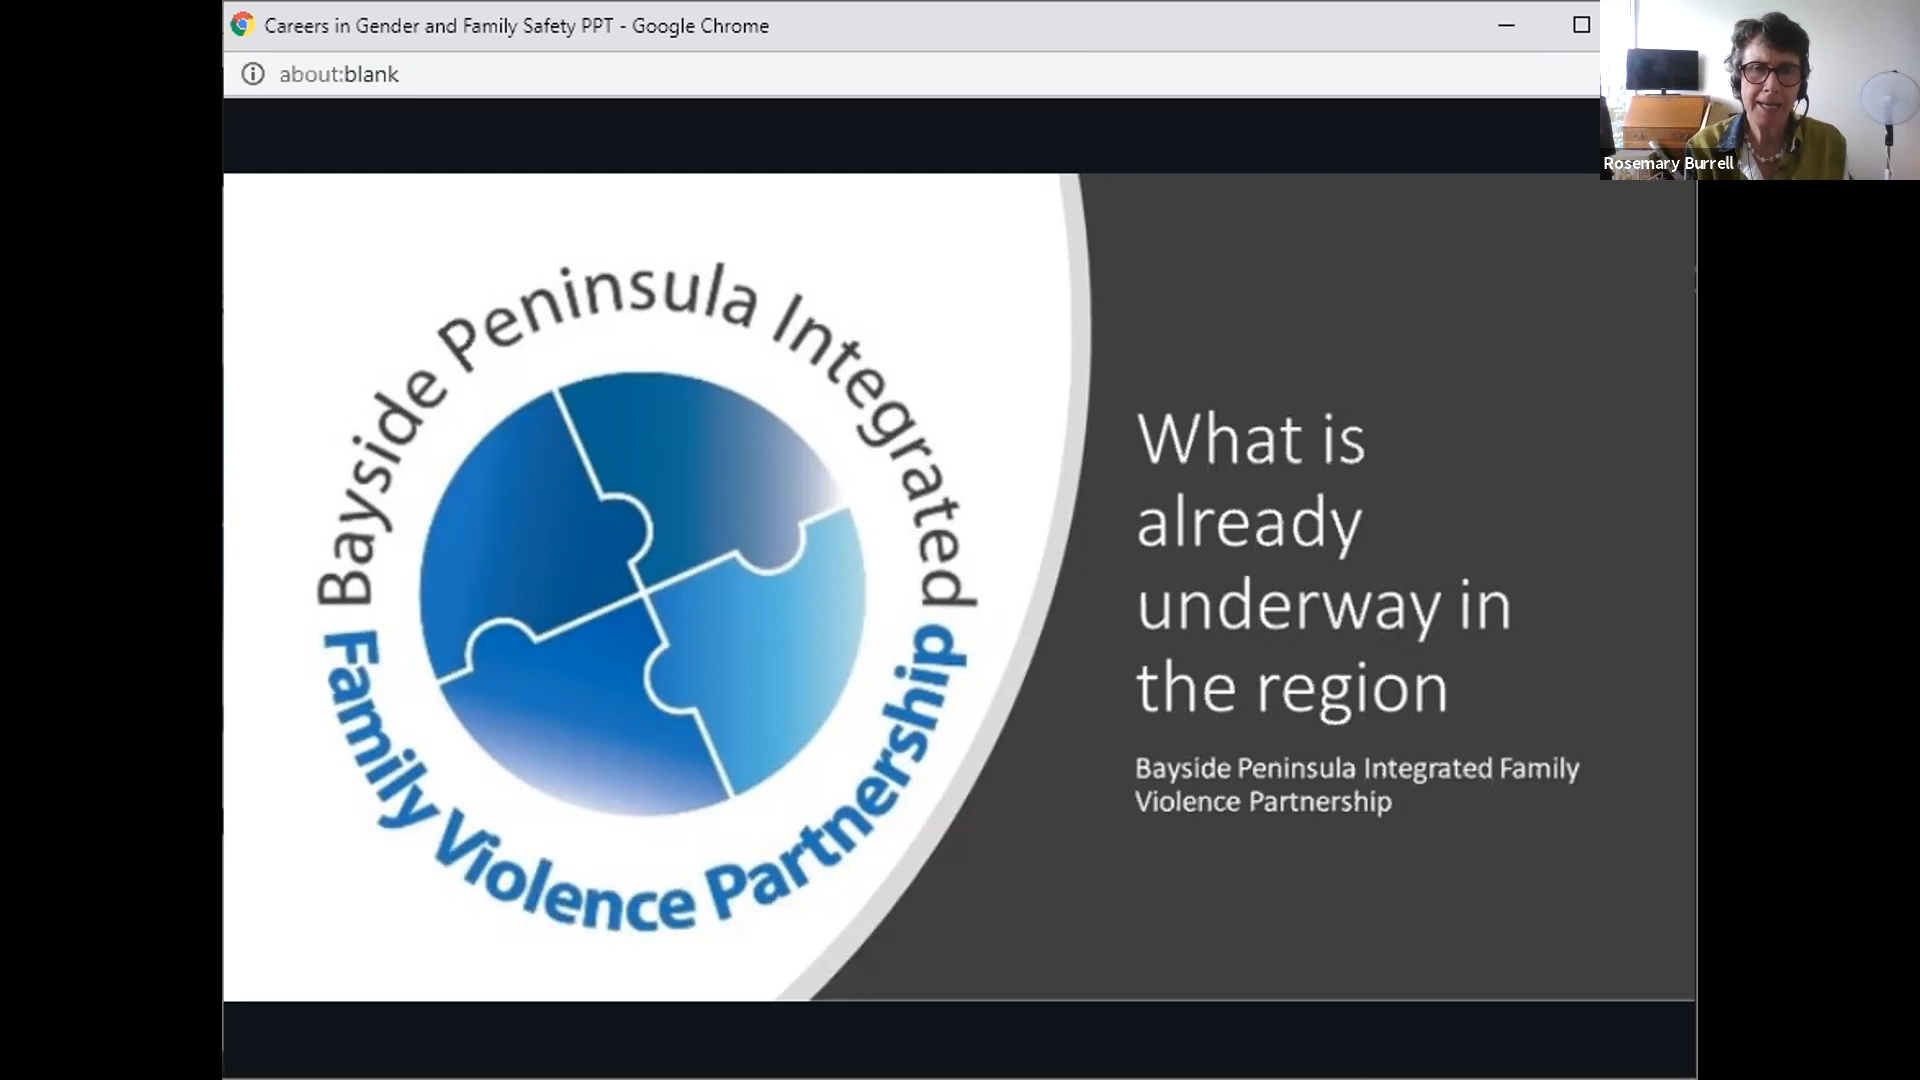 Careers in Gender and Family Safety PPT - Google Chrome
about:blank
Rosemary Burrell
Bayside Peninsula Integrated
Family Violence Partnership
What is
already
underway in
the region
Bayside Peninsula Integrated Family
Violence Partnership